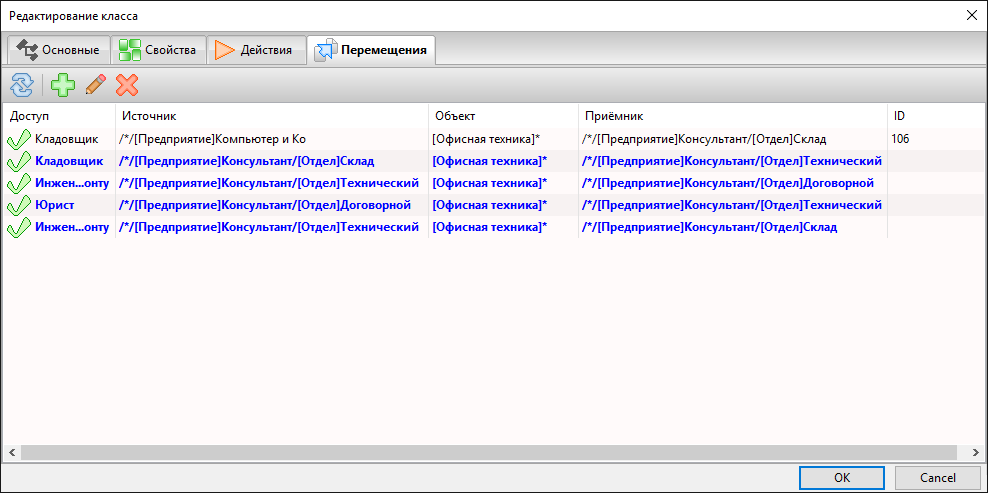 Редактирование класса
Основные Свойства Действия Перемещения
Доступ Источник Объект Приёмник ID
Кладовщик /*/[Предприятие]Компьютер и Ко [Офисная техника]* /*/[Предприятие]Консультант/[Отдел]Склад 106
Кладовщик /*/[Предприятие]Консультант/[Отдел]Склад [Офисная техника]* /*/[Предприятие]Консультант/[Отдел]Технический
Инжен...онту /*/[Предприятие]Консультант/[Отдел]Технический [Офисная техника]* /*/[Предприятие]Консультант/[Отдел]Договорной
Юрист /*/[Предприятие]Консультант/[Отдел]Договорной [Офисная техника]* /*/[Предприятие]Консультант/[Отдел]Технический
Инжен...онту /*/[Предприятие]Консультант/[Отдел]Технический [Офисная техника]* /*/[Предприятие]Консультант/[Отдел]Склад
OK Cancel